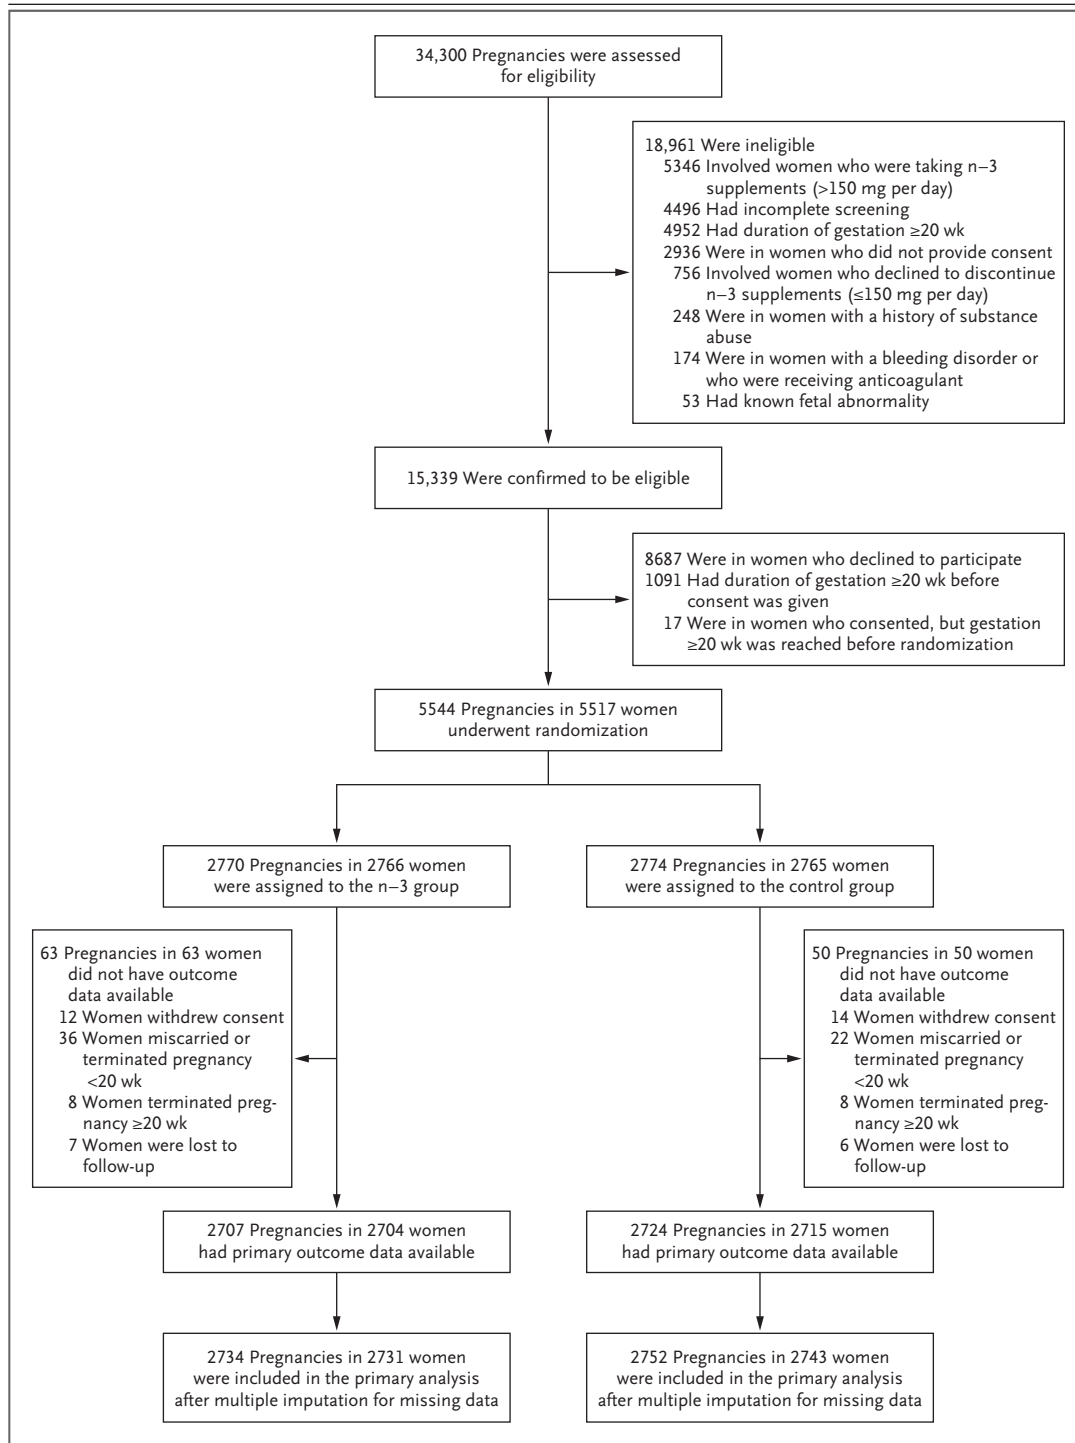 34,300 Pregnancies were assessed
for eligibility
18,961 Were ineligible
5346 Involved women who were taking n–3
supplements (>150 mg per day)
4496 Had incomplete screening
4952 Had duration of gestation ≥20 wk
2936 Were in women who did not provide consent
756 Involved women who declined to discontinue
n–3 supplements (≤150 mg per day)
248 Were in women with a history of substance
abuse
174 Were in women with a bleeding disorder or
who were receiving anticoagulant
53 Had known fetal abnormality
15,339 Were confirmed to be eligible
8687 Were in women who declined to participate
1091 Had duration of gestation ≥20 wk before
consent was given
17 Were in women who consented, but gestation
≥20 wk was reached before randomization
5544 Pregnancies in 5517 women
underwent randomization
2770 Pregnancies in 2766 women
were assigned to the n–3 group
2774 Pregnancies in 2765 women
were assigned to the control group
63 Pregnancies in 63 women
did not have outcome
data available
12 Women withdrew consent
36 Women miscarried or
terminated pregnancy
<20 wk
8 Women terminated preg-
nancy ≥20 wk
7 Women were lost to
follow-up
50 Pregnancies in 50 women
did not have outcome
data available
14 Women withdrew consent
22 Women miscarried or
terminated pregnancy
<20 wk
8 Women terminated preg-
nancy ≥20 wk
6 Women were lost to
follow-up
2707 Pregnancies in 2704 women
had primary outcome data available
2724 Pregnancies in 2715 women
had primary outcome data available
2734 Pregnancies in 2731 women
were included in the primary analysis
after multiple imputation for missing data
2752 Pregnancies in 2743 women
were included in the primary analysis
after multiple imputation for missing data